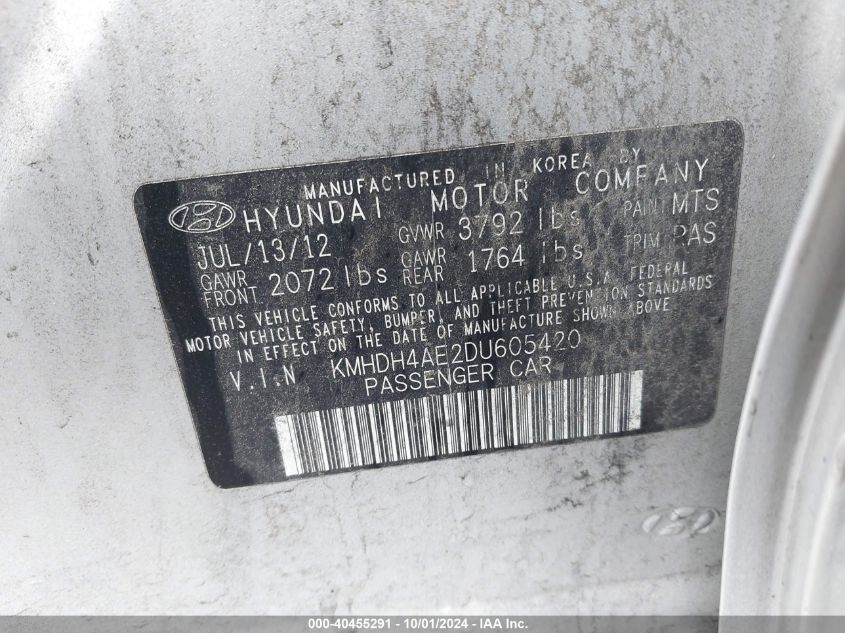 MANUFACTURED IN KOREA BY
HYUNDAI MOTOR COMPANY
JUL/13/12 GVWR 3792 lbs PAINT MTS
GAWR FRONT 2072 lbs GAWR REAR 1764 lbs TRIM RAS
THIS VEHICLE CONFORMS TO ALL APPLICABLE U.S.A. FEDERAL
MOTOR VEHICLE SAFETY, BUMPER, AND THEFT PREVENTION STANDARDS
IN EFFECT ON THE DATE OF MANUFACTURE SHOWN ABOVE
V.I.N KMHDH4AE2DU605420
PASSENGER CAR
000-40455291 - 10/01/2024 - IAA Inc.